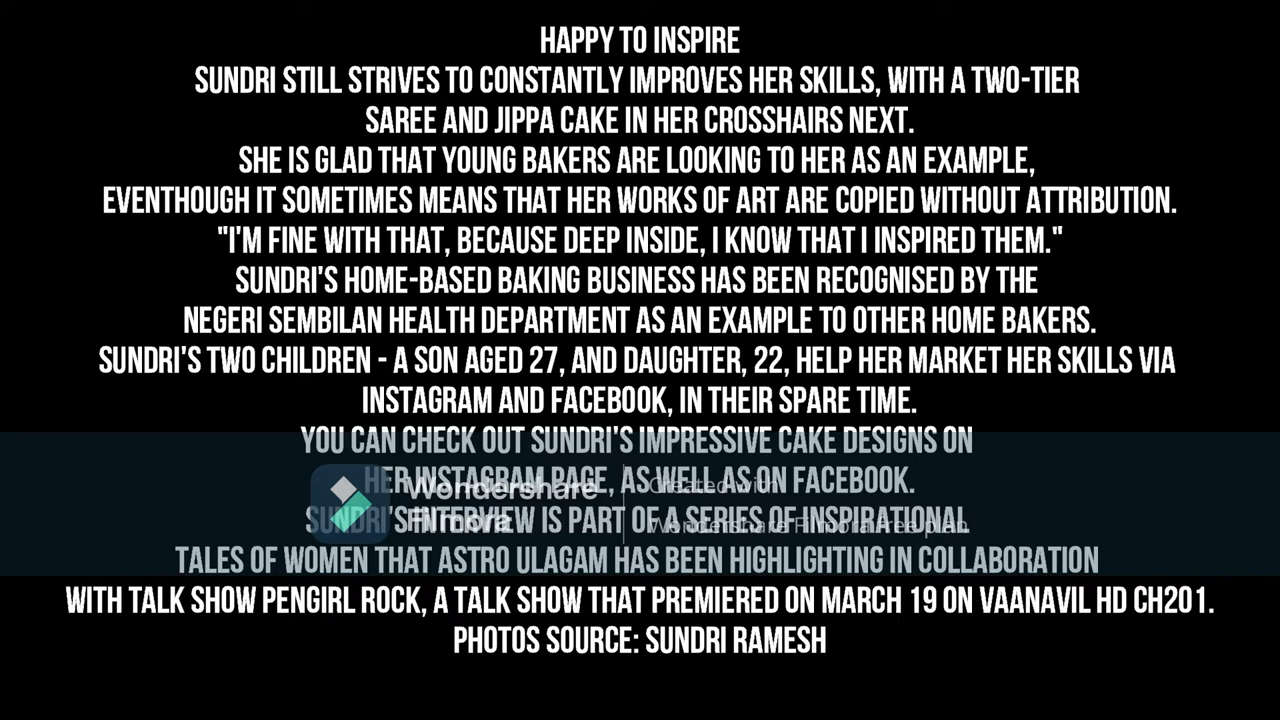 HAPPY TO INSPIRE
SUNDRI STILL STRIVES TO CONSTANTLY IMPROVES HER SKILLS, WITH A TWO-TIER
SAREE AND JIPPA CAKE IN HER CROSSHAIRS NEXT.
SHE IS GLAD THAT YOUNG BAKERS ARE LOOKING TO HER AS AN EXAMPLE,
EVENTHOUGH IT SOMETIMES MEANS THAT HER WORKS OF ART ARE COPIED WITHOUT ATTRIBUTION.
"I'M FINE WITH THAT, BECAUSE DEEP INSIDE, I KNOW THAT I INSPIRED THEM."
SUNDRI'S HOME-BASED BAKING BUSINESS HAS BEEN RECOGNISED BY THE
NEGERI SEMBILAN HEALTH DEPARTMENT AS AN EXAMPLE TO OTHER HOME BAKERS.
SUNDRI'S TWO CHILDREN - A SON AGED 27, AND DAUGHTER, 22, HELP HER MARKET HER SKILLS VIA
INSTAGRAM AND FACEBOOK, IN THEIR SPARE TIME.
YOU CAN CHECK OUT SUNDRI'S IMPRESSIVE CAKE DESIGNS ON
HER INSTAGRAM PAGE, AS WELL AS ON FACEBOOK.
Wondershare
Filmora
Created with
Wondershare Filmora free plan
SUNDRI'S INTERVIEW IS PART OF A SERIES OF INSPIRATIONAL
TALES OF WOMEN THAT ASTRO ULAGAM HAS BEEN HIGHLIGHTING IN COLLABORATION
WITH TALK SHOW PENGIRL ROCK, A TALK SHOW THAT PREMIERED ON MARCH 19 ON VAANAVIL HD CH201.
PHOTOS SOURCE: SUNDRI RAMESH